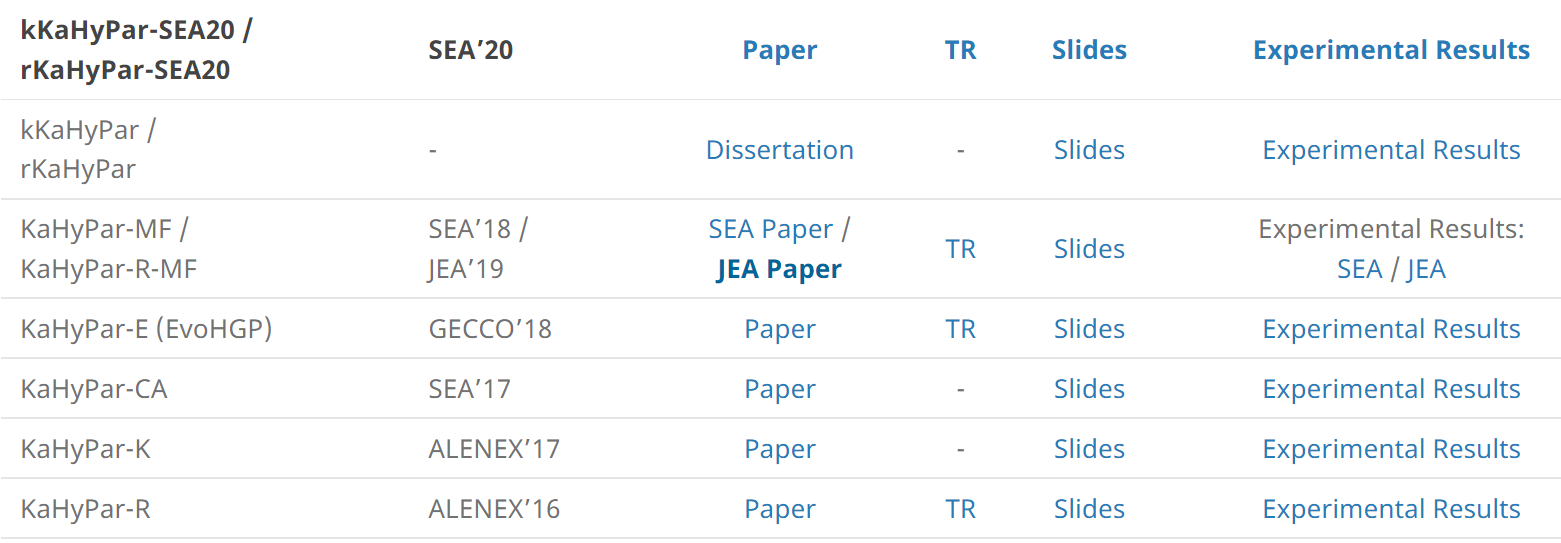 kKaHyPar-SEA20 /
rKaHyPar-SEA20
SEA’20
Paper
TR
Slides
Experimental Results
kKaHyPar /
rKaHyPar
-
Dissertation
-
Slides
Experimental Results
KaHyPar-MF /
KaHyPar-R-MF
SEA’18 /
JEA’19
SEA Paper /
JEA Paper
TR
Slides
Experimental Results:
SEA / JEA
KaHyPar-E (EvoHGP)
GECCO’18
Paper
TR
Slides
Experimental Results
KaHyPar-CA
SEA’17
Paper
-
Slides
Experimental Results
KaHyPar-K
ALENEX’17
Paper
-
Slides
Experimental Results
KaHyPar-R
ALENEX’16
Paper
TR
Slides
Experimental Results